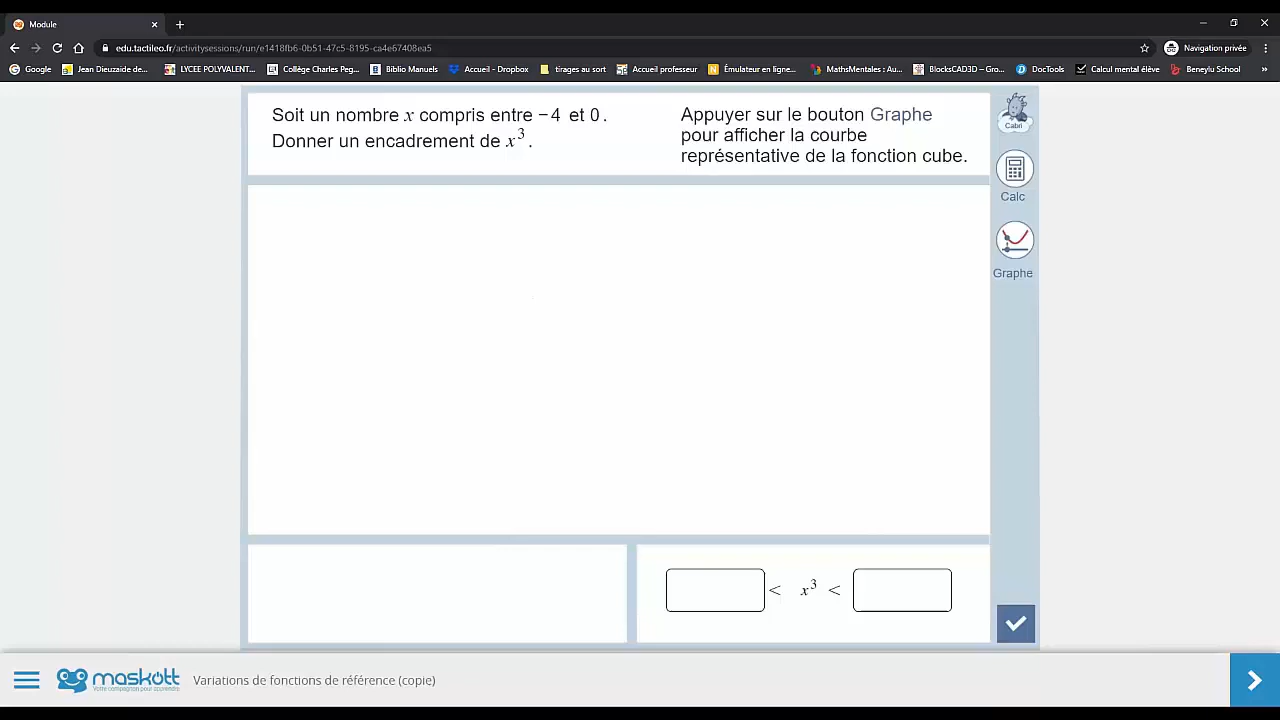 Module
edu.tactileo.fr/activitysessions/run/e1418fb6-0b51-47c5-8195-ca4e67408ea5
Navigation privée
Google
Jean Dieuzaide de...
LYCEE POLYVALENT...
Collège Charles Peg...
Biblio Manuels
Accueil - Dropbox
tirages au sort
Accueil professeur
Émulateur en ligne...
MathsMentales : Au...
BlocksCAD3D – Gro...
DocTools
Calcul mental élève
Beneylu School
»
Soit un nombre x compris entre −4 et 0.
Donner un encadrement de x³.
Appuyer sur le bouton Graphe
pour afficher la courbe
représentative de la fonction cube.
Cabri
Calc
Graphe
< x³ <
maskott
Votre compagnon pour apprendre
Variations de fonctions de référence (copie)